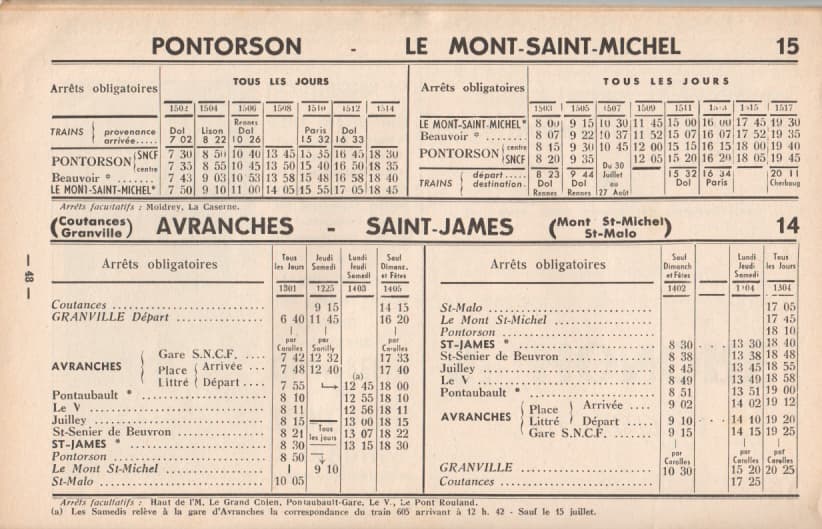 PONTORSON - LE MONT-SAINT-MICHEL 15
Arrêts obligatoires TOUS LES JOURS
1502 1504 1506 1508 1510 1512 1514
TRAINS provenance arrivée..... Dol 7 02 Lison 8 22 Rennes Dol 10 26 Paris 15 32 Dol 16 33
PONTORSON SNCF 7 30 8 50 10 40 13 45 15 35 16 45 18 30
centre 7 35 8 55 10 45 13 50 15 40 16 50 18 35
Beauvoir * ....... 7 43 9 03 10 53 13 58 15 48 16 58 18 40
LE MONT-SAINT-MICHEL* 7 50 9 10 11 00 14 05 15 55 17 05 18 45
Arrêts obligatoires TOUS LES JOURS
1503 1505 1507 1509 1511 1515 1517
LE MONT-SAINT-MICHEL* 8 00 9 15 10 30 11 45 15 00 16 00 17 45 19 30
Beauvoir * ........ 8 07 9 22 10 37 11 52 15 07 16 07 17 52 19 35
PONTORSON centre 8 15 9 30 10 45 12 00 15 15 16 15 18 00 19 40
SNCF 8 20 9 35 12 05 15 20 16 20 18 05 19 45
TRAINS départ..... destination. 8 23 Dol Rennes 9 44 Dol Rennes Du 30 Juillet au 27 Août 15 32 Dol 16 34 Paris 20 11 Cherbourg
Arrêts facultatifs : Moidrey, La Caserne.
(Coutances Granville) AVRANCHES - SAINT-JAMES (Mont St-Michel St-Malo) 14
— 48 —
Arrêts obligatoires Tous les Jours Jeudi Samedi Lundi Jeudi Samedi Sauf Dimanc. et Fêtes
1301 1225 1403 1405
Coutances 9 15 14 15
GRANVILLE Départ 6 40 11 45 16 20
par Carolles par Sartilly par Carolles
AVRANCHES Gare S.N.C.F. .... 7 42 12 32 17 33
Place Littré Arrivée ... 7 48 12 40 17 40
(a)
Départ .... 7 55 12 45 18 00
Pontaubault * 8 10 12 55 18 10
Le V 8 11 12 56 18 11
Juilley 8 15 13 00 18 15
St-Senier de Beuvron 8 21 Tous les jours 13 07 18 22
ST-JAMES * 8 30 13 15 18 30
Pontorson 8 50
Le Mont St-Michel 9 10
St-Malo 10 05
Arrêts obligatoires Sauf Dimanch et Fêtes Lundi Jeudi Samedi Tous les Jours
1402 1404 1304
St-Malo 17 05
Le Mont St-Michel 17 45
Pontorson 18 10
ST-JAMES * 8 30 13 30 18 40
St-Senier de Beuvron 8 38 13 38 18 48
Juilley 8 45 13 45 18 55
Le V 8 49 13 49 18 58
Pontaubault * 8 51 13 51 19 00
AVRANCHES Place Littré Arrivée .... 9 02 14 02 19 12
Départ .... 9 10 14 10 19 20
Gare S.N.C.F. .... 9 15 14 15 19 25
par Carolles par Carolles par Carolles
GRANVILLE 10 30 15 20 20 25
Coutances 17 25
Arrêts facultatifs : Haut de l'M, Le Grand Chien, Pontaubault-Gare, Le V., Le Pont Rouland.
(a) Les Samedis relève à la gare d'Avranches la correspondance du train 605 arrivant à 12 h. 42 - Sauf le 15 juillet.